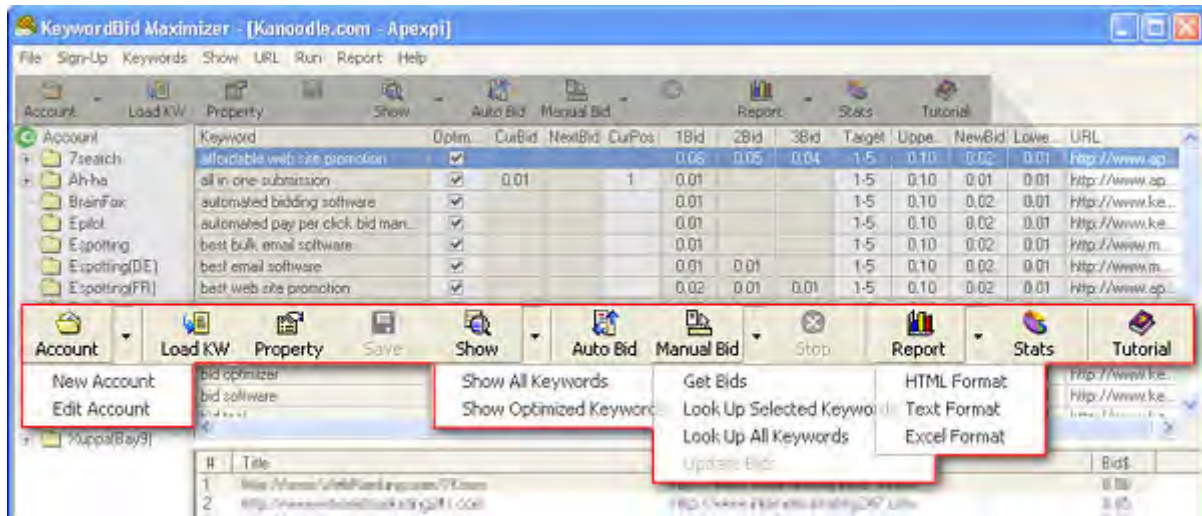 KeywordBid Maximizer - [Kanoodle.com - Apexpi]
File Sign-Up Keywords Show URL Run Report Help
Account Load KW Property Show Auto Bid Manual Bid Report Stats Tutorial
Account Keyword Optim... CurBid NextBid CurPos 1Bid 2Bid 3Bid Target Uppe... NewBid Lowe... URL
7search affordable web site promotion 0.06 0.05 0.04 1-5 0.10 0.02 0.01 http://www.ap...
Ah-ha all in one submission 0.01 1 0.01 1-5 0.10 0.01 0.01 http://www.ap...
BrainFox automated bidding software 0.01 1-5 0.10 0.02 0.01 http://www.ke...
Epilot automated pay per click bid man... 0.01 1-5 0.10 0.02 0.01 http://www.ke...
Espotting best bulk email software 0.01 1-5 0.10 0.02 0.01 http://www.m...
Espotting(DE) best email software 0.01 0.01 1-5 0.10 0.02 0.01 http://www.m...
Espotting(FR) best web site promotion 0.02 0.01 0.01 1-5 0.10 0.02 0.01 http://www.ap...
Account Load KW Property Save Show Auto Bid Manual Bid Stop Report Stats Tutorial
New Account bid optimizer Show All Keywords Get Bids HTML Format http://www.ke...
Edit Account bid software Show Optimized Keyword Look Up Selected Keywor Text Format http://www.ke...
Xuppa(Bay9) Look Up All Keywords Excel Format
Update Bids
# Title Bid$
1
2